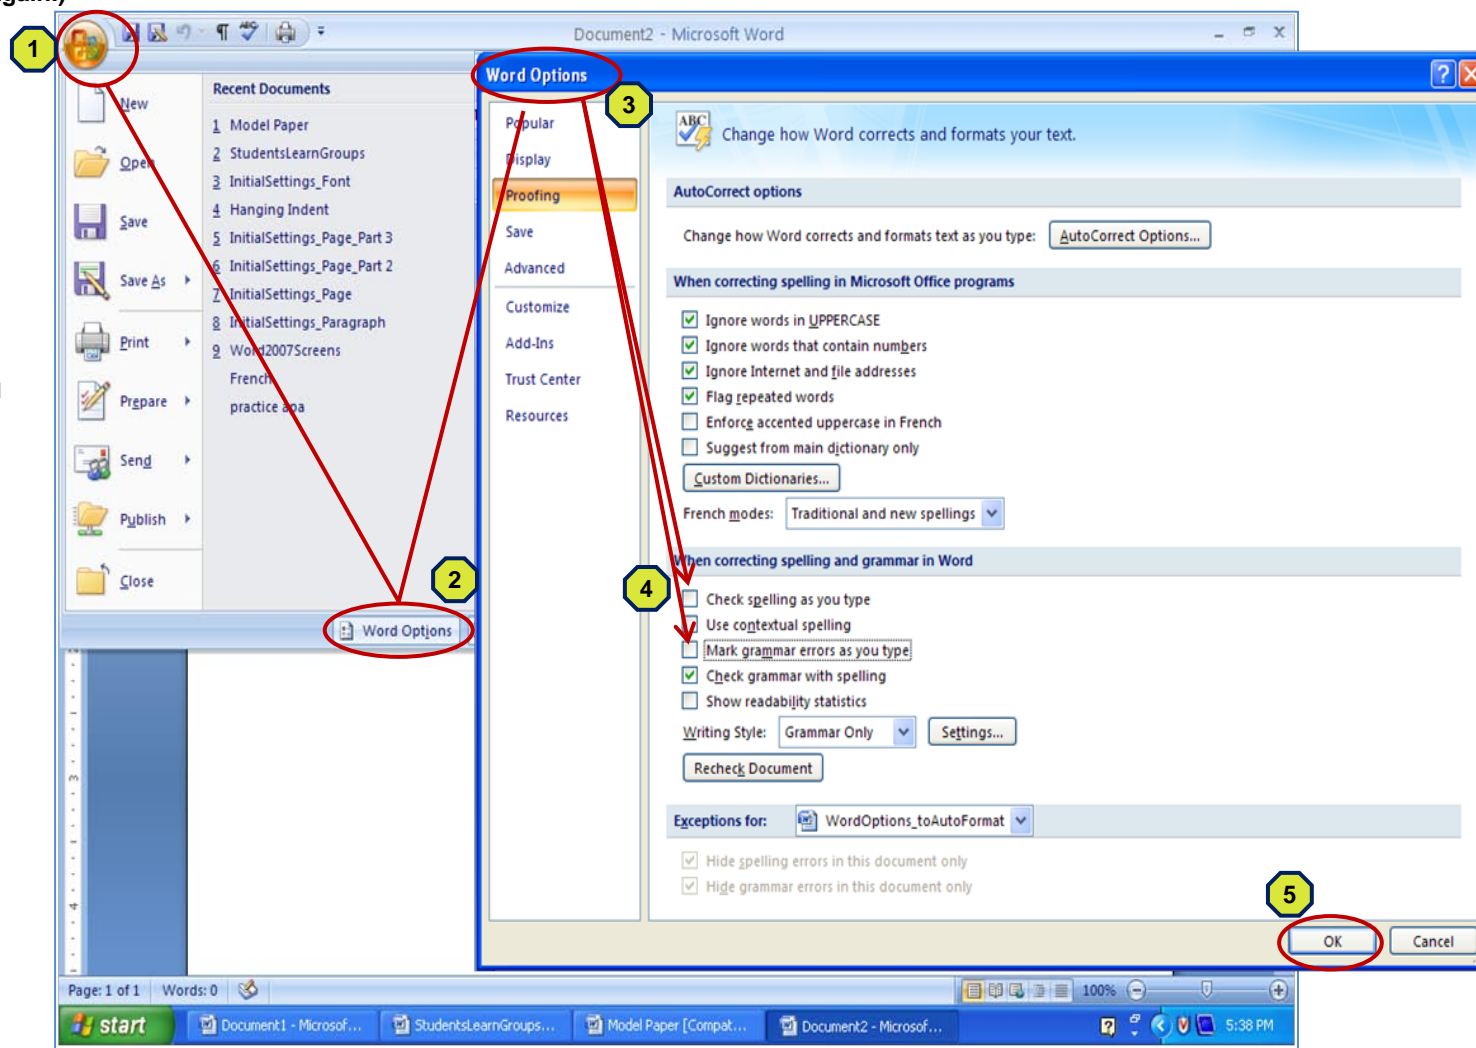 1
Document2 - Microsoft Word
New
Open
Save
Save As
Print
Prepare
Send
Publish
Close
Recent Documents
1 Model Paper
2 StudentsLearnGroups
3 InitialSettings_Font
4 Hanging Indent
5 InitialSettings_Page_Part 3
6 InitialSettings_Page_Part 2
7 InitialSettings_Page
8 InitialSettings_Paragraph
9 Word2007Screens
French
practice apa
2
Word Options
Word Options
3
Popular
Display
Proofing
Save
Advanced
Customize
Add-Ins
Trust Center
Resources
ABC
Change how Word corrects and formats your text.
AutoCorrect options
Change how Word corrects and formats text as you type: AutoCorrect Options...
When correcting spelling in Microsoft Office programs
Ignore words in UPPERCASE
Ignore words that contain numbers
Ignore Internet and file addresses
Flag repeated words
Enforce accented uppercase in French
Suggest from main dictionary only
Custom Dictionaries...
French modes: Traditional and new spellings
When correcting spelling and grammar in Word
4
Check spelling as you type
Use contextual spelling
Mark grammar errors as you type
Check grammar with spelling
Show readability statistics
Writing Style: Grammar Only Settings...
Recheck Document
Exceptions for: WordOptions_toAutoFormat
Hide spelling errors in this document only
Hide grammar errors in this document only
5
OK Cancel
Page: 1 of 1 Words: 0 100%
start Document1 - Microsof... StudentsLearnGroups... Model Paper [Compat... Document2 - Microsof... 5:38 PM